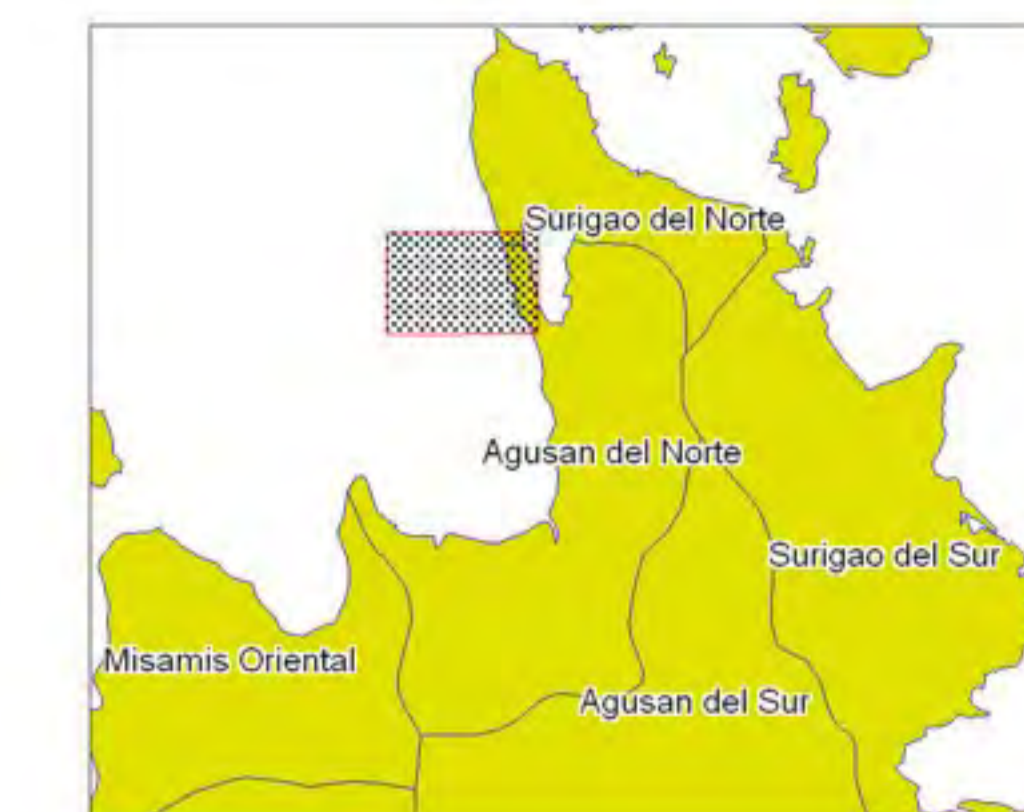 Surigao del Norte
Agusan del Norte
Surigao del Sur
Misamis Oriental
Agusan del Sur